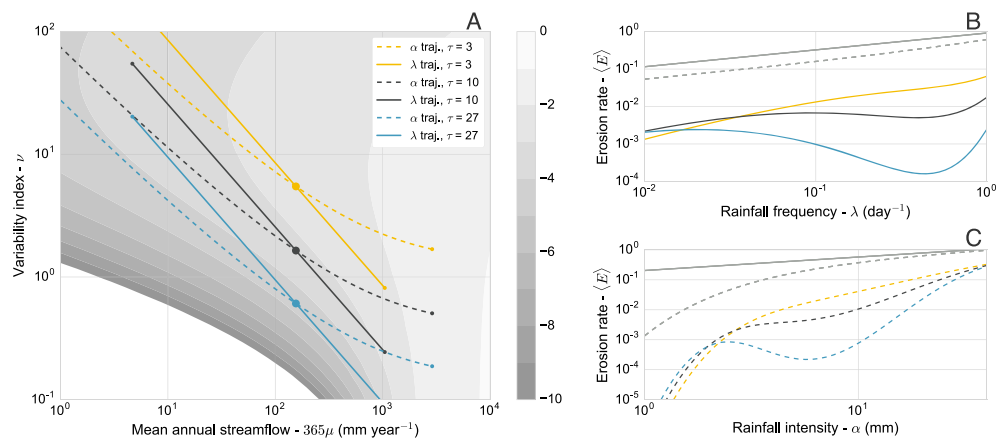 A
10²
10¹
10⁰
10⁻¹
Variability index - ν
10⁰
10¹
10²
10³
10⁴
Mean annual streamflow - 365μ (mm year⁻¹)
α traj., τ = 3
λ traj., τ = 3
α traj., τ = 10
λ traj., τ = 10
α traj., τ = 27
λ traj., τ = 27
0
−2
−4
−6
−8
−10
B
10⁰
10⁻¹
10⁻²
10⁻³
10⁻⁴
Erosion rate - ⟨E⟩
10⁻²
10⁻¹
10⁰
Rainfall frequency - λ (day⁻¹)
C
10⁰
10⁻¹
10⁻²
10⁻³
10⁻⁴
10⁻⁵
Erosion rate - ⟨E⟩
10⁰
10¹
Rainfall intensity - α (mm)